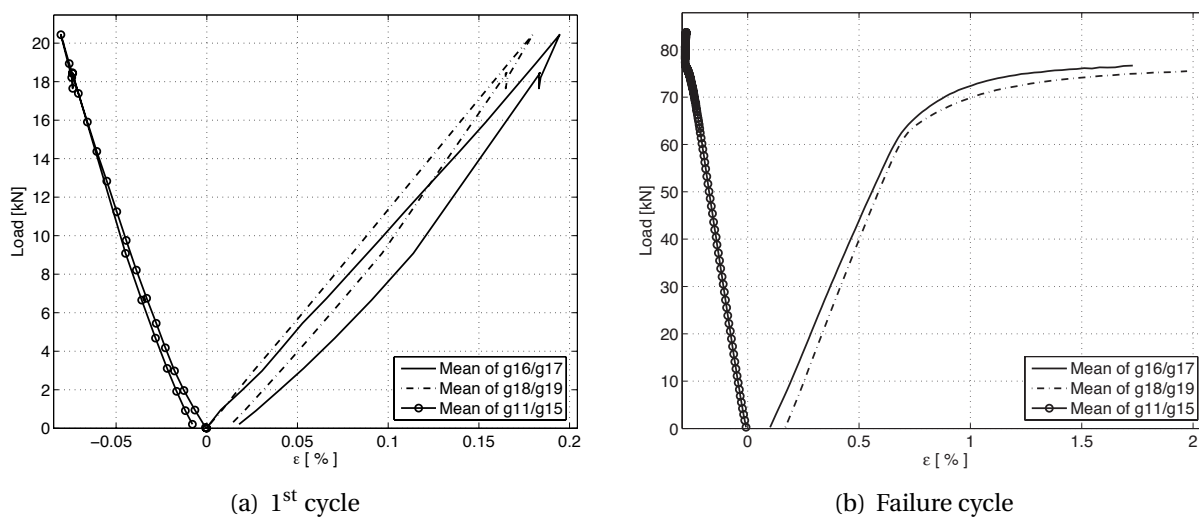 20
18
16
14
12
10
8
6
4
2
0
Load [kN]
−0.05
0
0.05
0.1
0.15
0.2
ε [ % ]
Mean of g16/g17
Mean of g18/g19
Mean of g11/g15
(a) 1st cycle
80
70
60
50
40
30
20
10
0
Load [kN]
0
0.5
1
1.5
2
ε [ % ]
Mean of g16/g17
Mean of g18/g19
Mean of g11/g15
(b) Failure cycle